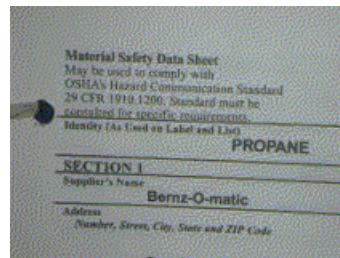 Material Safety Data Sheet
May be used to comply with
OSHA's Hazard Communication Standard
29 CFR 1910.1200. Standard must be
consulted for specific requirements.
Identity (As Used on Label and List)
PROPANE
SECTION 1
Supplier's Name
Bernz-O-matic
Address
Number, Street, City, State and ZIP Code